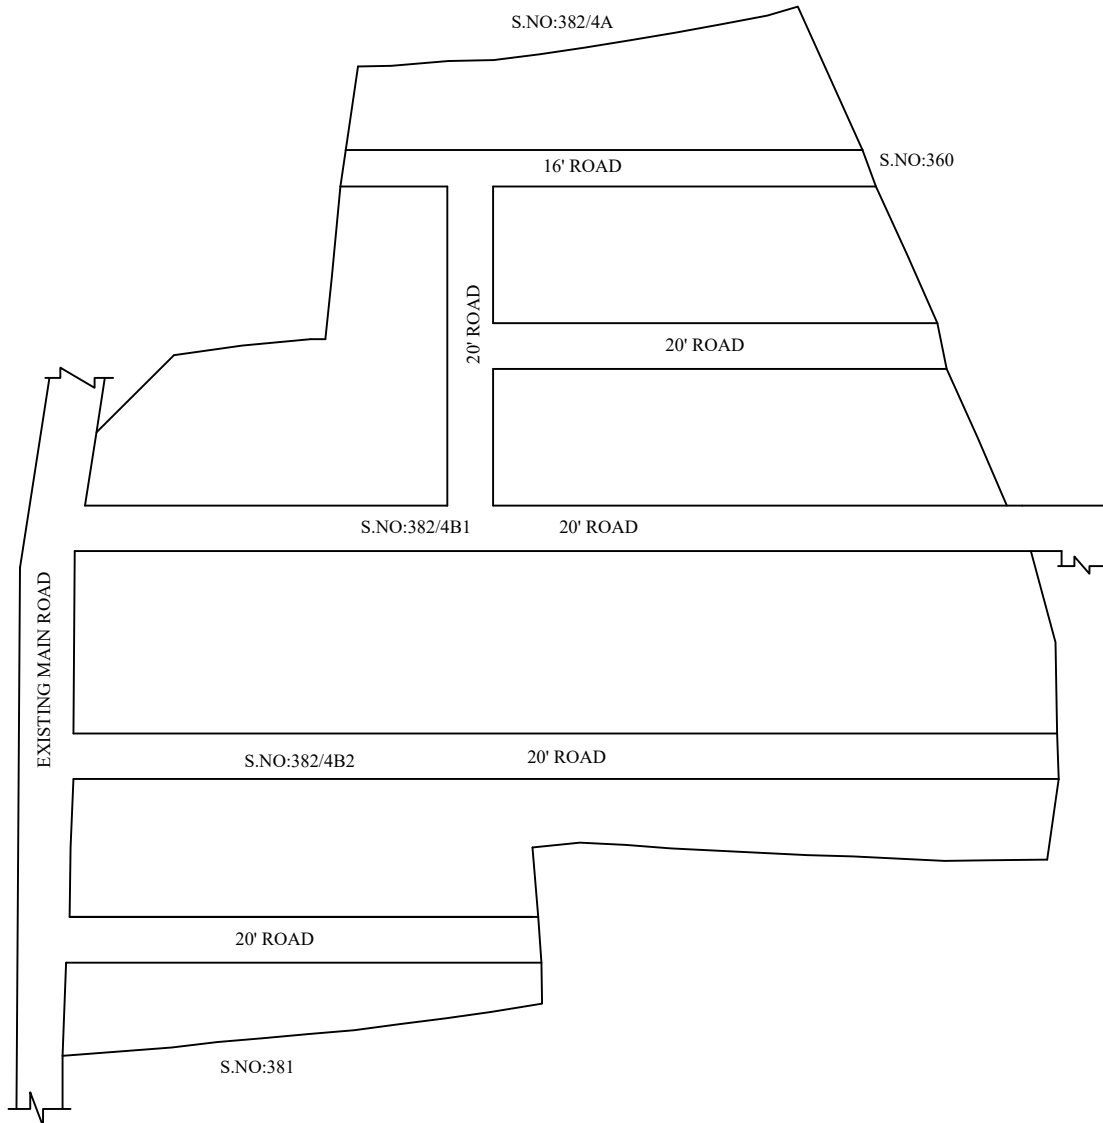 S.NO:382/4A
16' ROAD
S.NO:360
20' ROAD
20' ROAD
S.NO:382/4B1
20' ROAD
EXISTING MAIN ROAD
S.NO:382/4B2
20' ROAD
20' ROAD
S.NO:381